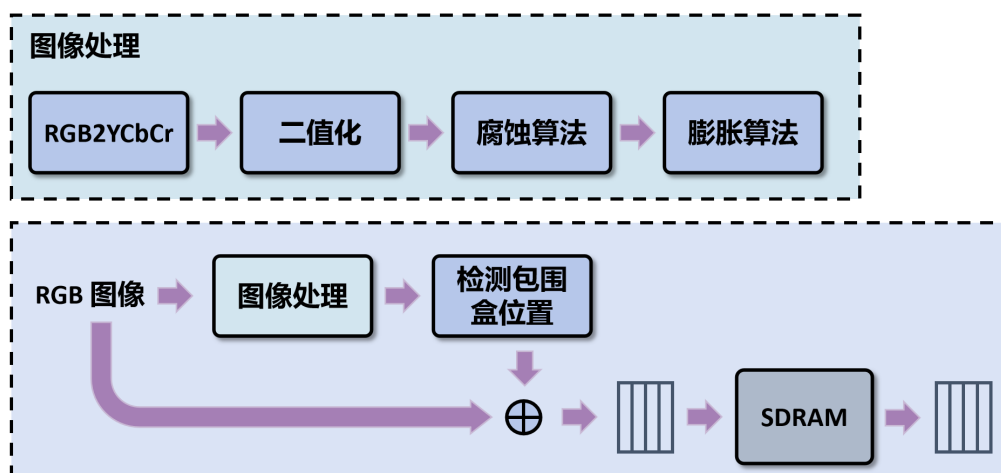 图像处理
RGB2YCbCr
二值化
腐蚀算法
膨胀算法
RGB 图像
图像处理
检测包围
盒位置
SDRAM